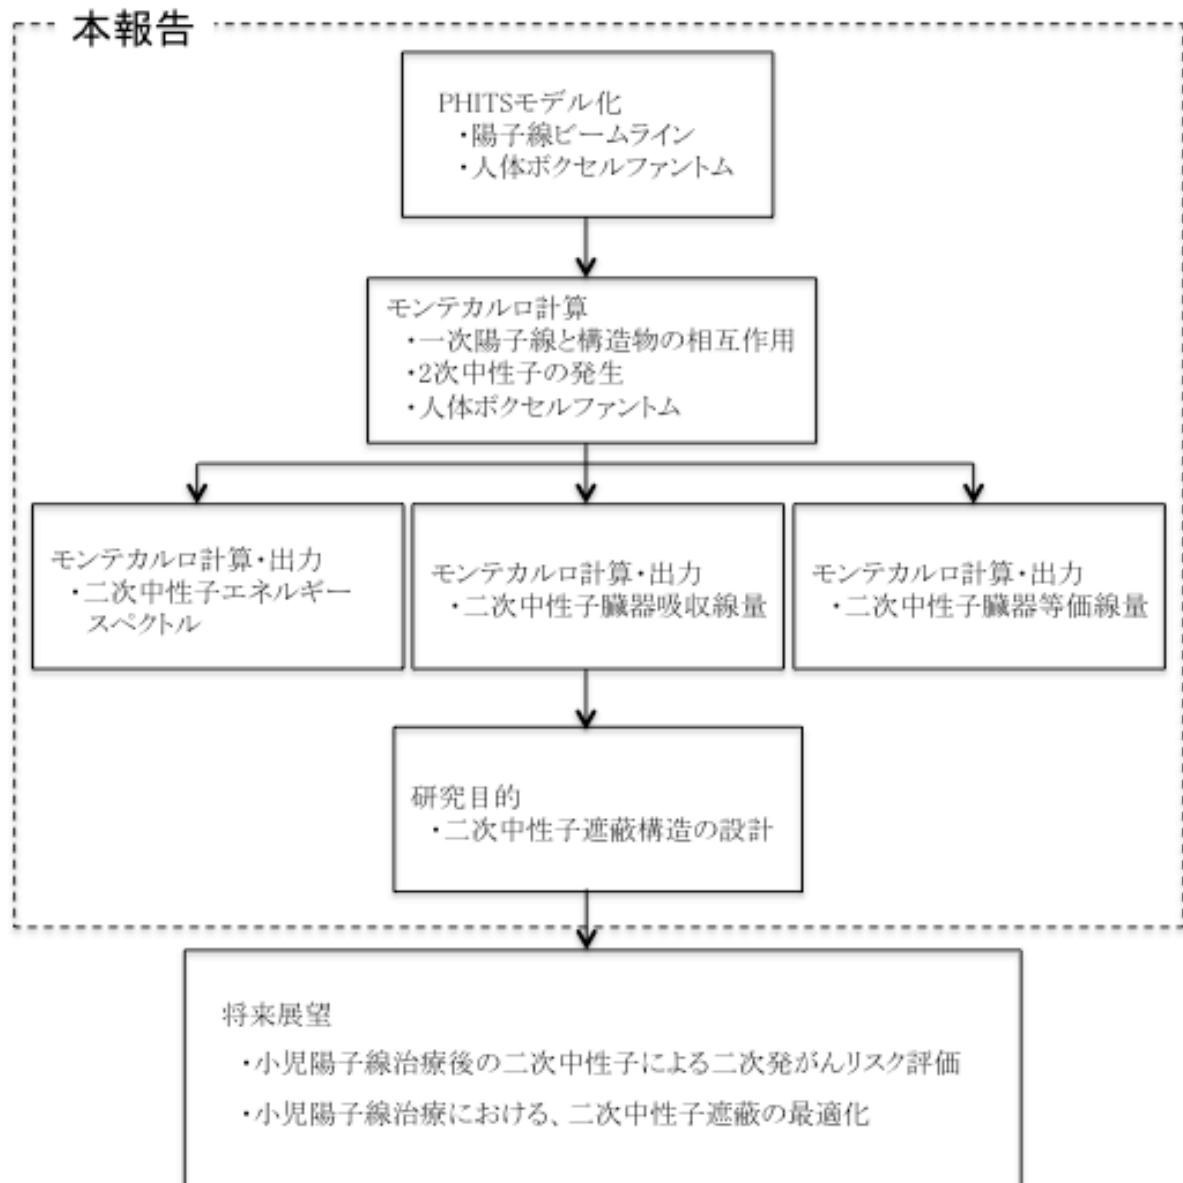 本報告
PHITSモデル化
・陽子線ビームライン
・人体ボクセルファントム
モンテカルロ計算
・一次陽子線と構造物の相互作用
・2次中性子の発生
・人体ボクセルファントム
モンテカルロ計算・出力
・二次中性子エネルギー
スペクトル
モンテカルロ計算・出力
・二次中性子臓器吸収線量
モンテカルロ計算・出力
・二次中性子臓器等価線量
研究目的
・二次中性子遮蔽構造の設計
将来展望
・小児陽子線治療後の二次中性子による二次発がんリスク評価
・小児陽子線治療における、二次中性子遮蔽の最適化